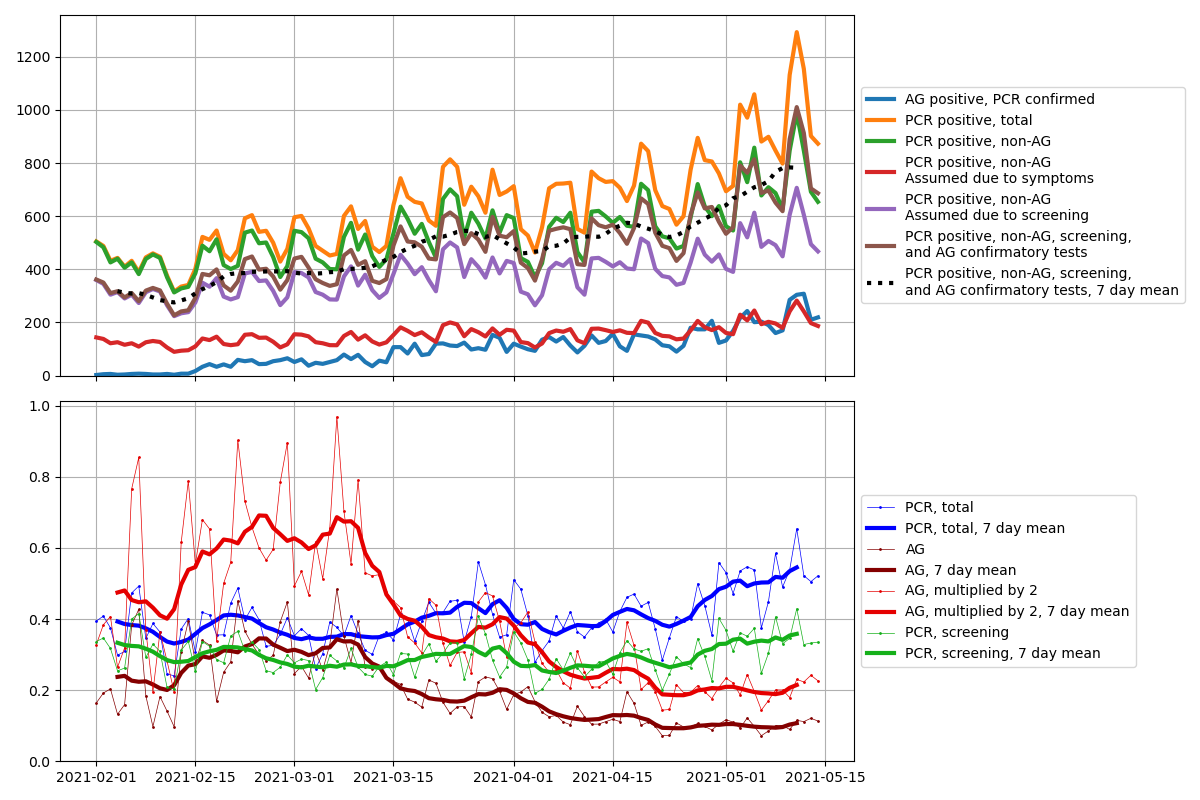 1200
1000
800
600
400
200
0
AG positive, PCR confirmed
PCR positive, total
PCR positive, non-AG
PCR positive, non-AG
Assumed due to symptoms
PCR positive, non-AG
Assumed due to screening
PCR positive, non-AG, screening,
and AG confirmatory tests
PCR positive, non-AG, screening,
and AG confirmatory tests, 7 day mean
1.0
0.8
0.6
0.4
0.2
0.0
2021-02-01
2021-02-15
2021-03-01
2021-03-15
2021-04-01
2021-04-15
2021-05-01
2021-05-15
PCR, total
PCR, total, 7 day mean
AG
AG, 7 day mean
AG, multiplied by 2
AG, multiplied by 2, 7 day mean
PCR, screening
PCR, screening, 7 day mean